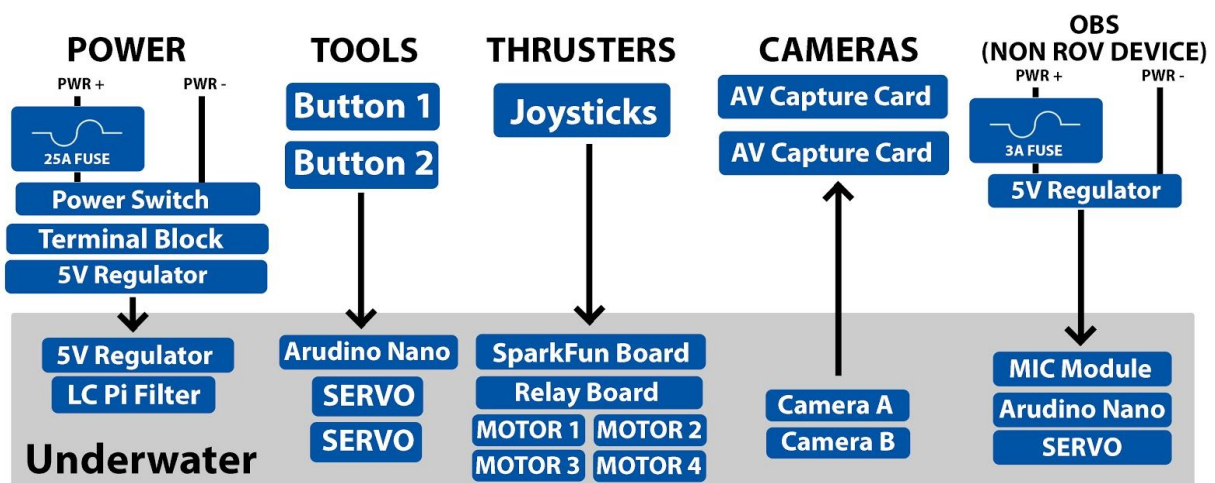 POWER
PWR +
PWR -
25A FUSE
Power Switch
Terminal Block
5V Regulator
5V Regulator
LC Pi Filter
TOOLS
Button 1
Button 2
Arudino Nano
SERVO
SERVO
THRUSTERS
Joysticks
SparkFun Board
Relay Board
MOTOR 1
MOTOR 2
MOTOR 3
MOTOR 4
CAMERAS
AV Capture Card
AV Capture Card
Camera A
Camera B
OBS
(NON ROV DEVICE)
PWR +
PWR -
3A FUSE
5V Regulator
MIC Module
Arudino Nano
SERVO
Underwater